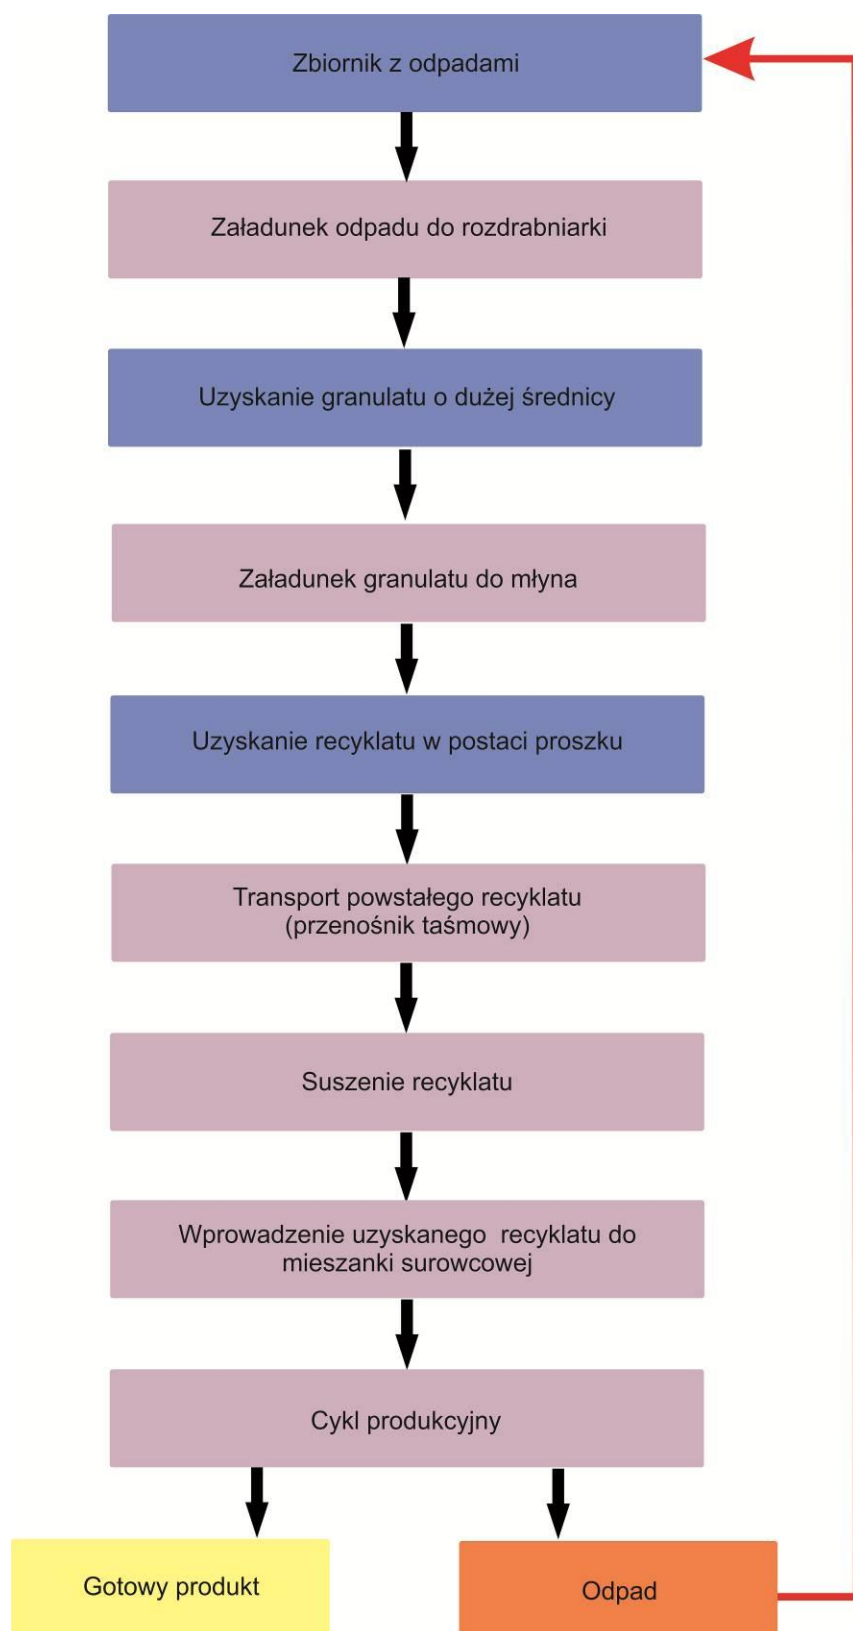 Zbiornik z odpadami
Załadunek odpadu do rozdrabniarki
Uzyskanie granulatu o dużej średnicy
Załadunek granulatu do młyna
Uzyskanie recyklatu w postaci proszku
Transport powstałego recyklatu
(przenośnik taśmowy)
Suszenie recyklatu
Wprowadzenie uzyskanego recyklatu do
mieszanki surowcowej
Cykl produkcyjny
Gotowy produkt
Odpad